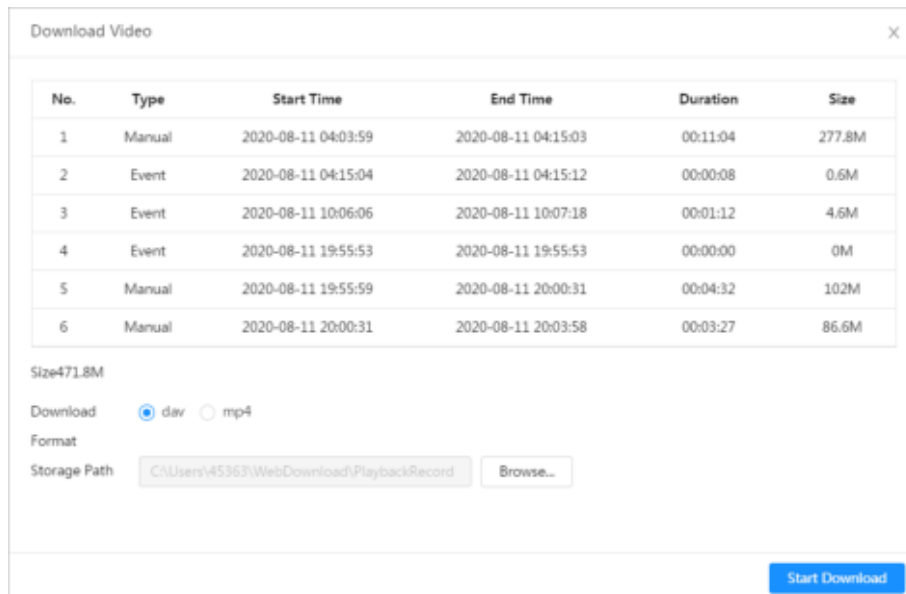 Download Video
No. Type Start Time End Time Duration Size
1 Manual 2020-08-11 04:03:59 2020-08-11 04:15:03 00:11:04 277.8M
2 Event 2020-08-11 04:15:04 2020-08-11 04:15:12 00:00:08 0.6M
3 Event 2020-08-11 10:06:06 2020-08-11 10:07:18 00:01:12 4.6M
4 Event 2020-08-11 19:55:53 2020-08-11 19:55:53 00:00:00 0M
5 Manual 2020-08-11 19:55:59 2020-08-11 20:00:31 00:04:32 102M
6 Manual 2020-08-11 20:00:31 2020-08-11 20:03:58 00:03:27 86.6M
Size471.8M
Download dav mp4
Format
Storage Path C:\Users\45363\WebDownload\PlaybackRecord Browse...
Start Download